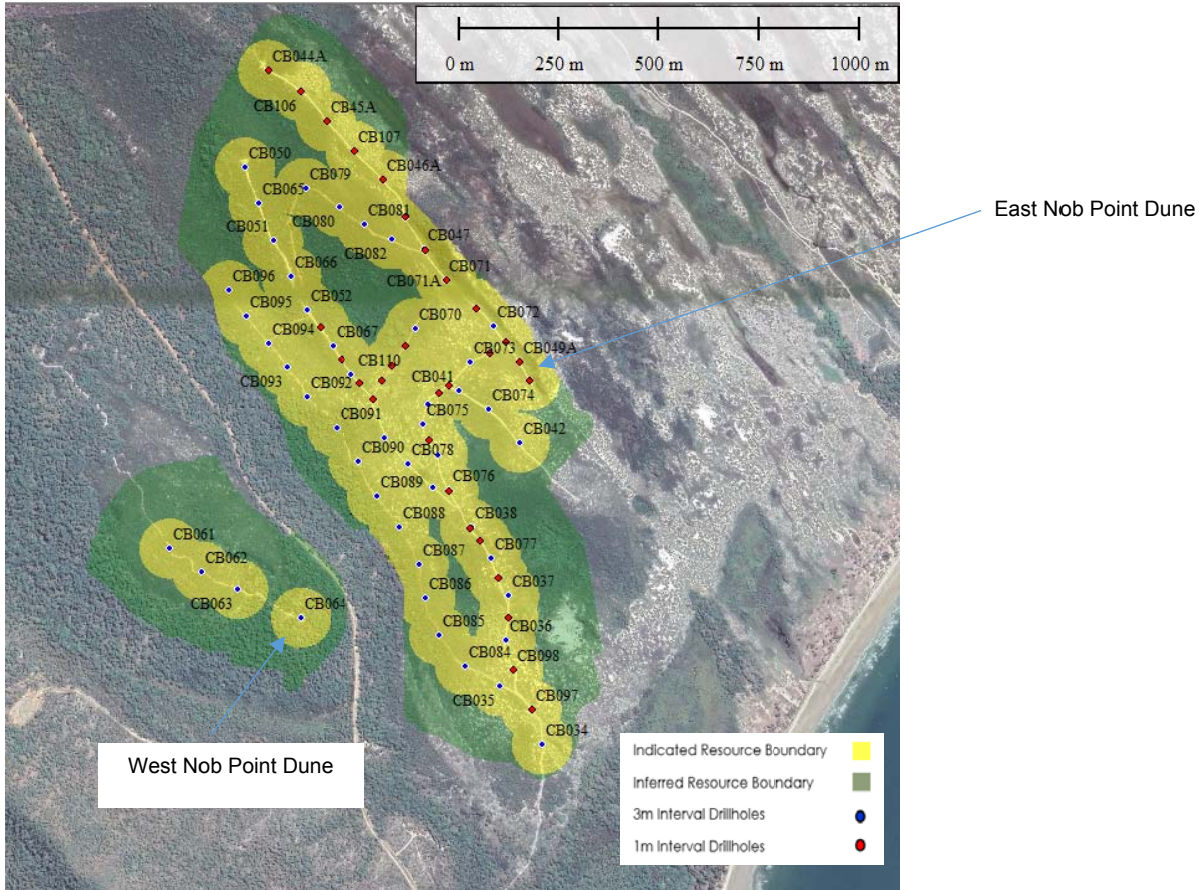 0 m 250 m 500 m 750 m 1000 m
CB044A
CB106
CB45A
CB107
CB050
CB079
CB046A
CB065
CB081
CB051
CB080
CB082
CB047
East Nob Point Dune
CB066
CB071
CB071A
CB096
CB095
CB052
CB094
CB067
CB070
CB072
CB073
CB049A
CB093
CB092
CB110
CB041
CB074
CB091
CB075
CB042
CB090
CB078
CB089
CB076
CB088
CB038
CB061
CB087
CB077
CB062
CB086
CB037
CB063
CB064
CB085
CB036
CB084
CB098
CB035
CB097
CB034
West Nob Point Dune
Indicated Resource Boundary
Inferred Resource Boundary
3m Interval Drillholes
1m Interval Drillholes